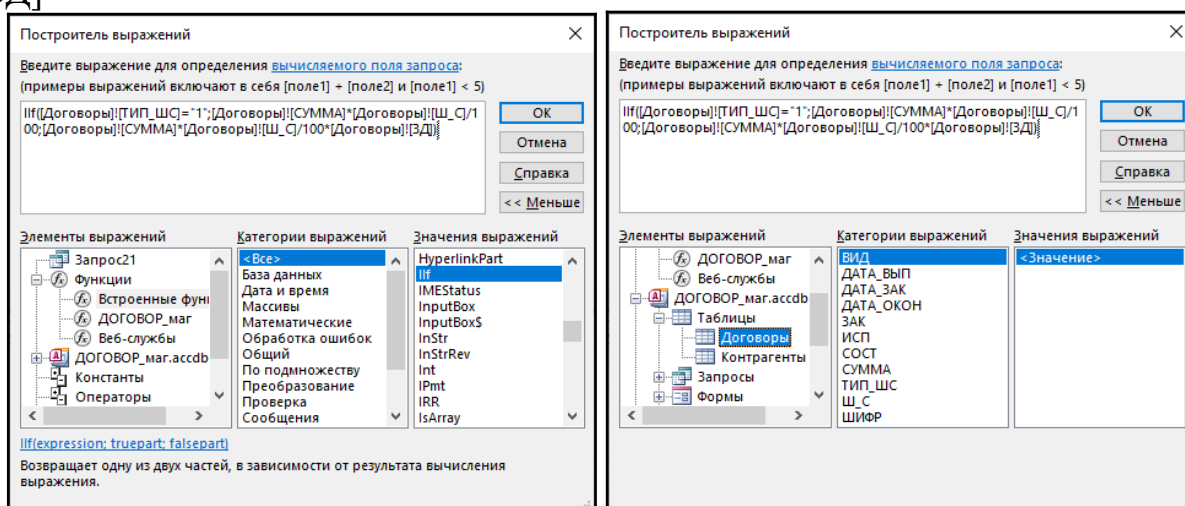 Построитель выражений
Введите выражение для определения вычисляемого поля запроса:
(примеры выражений включают в себя [поле1] + [поле2] и [поле1] < 5)
IIf([Договоры]![ТИП_ШС]="1";[Договоры]![СУММА]*[Договоры]![Ш_С]/1
00;[Договоры]![СУММА]*[Договоры]![Ш_С]/100*[Договоры]![ЗД])
ОК
Отмена
Справка
<< Меньше
Элементы выражений
Запрос21
Функции
Встроенные фун
ДОГОВОР_маг
Веб-службы
ДОГОВОР_маг.accdb
Константы
Операторы
Категории выражений
<Все>
База данных
Дата и время
Массивы
Математические
Обработка ошибок
Общий
По подмножеству
Преобразование
Проверка
Сообщения
Значения выражений
HyperlinkPart
IIf
IMEStatus
InputBox
InputBox$
InStr
InStrRev
Int
IPmt
IRR
IsArray
IIf(expression; truepart; falsepart)
Возвращает одну из двух частей, в зависимости от результата вычисления
выражения.
Построитель выражений
Введите выражение для определения вычисляемого поля запроса:
(примеры выражений включают в себя [поле1] + [поле2] и [поле1] < 5)
IIf([Договоры]![ТИП_ШС]="1";[Договоры]![СУММА]*[Договоры]![Ш_С]/1
00;[Договоры]![СУММА]*[Договоры]![Ш_С]/100*[Договоры]![ЗД])
ОК
Отмена
Справка
<< Меньше
Элементы выражений
ДОГОВОР_маг
Веб-службы
ДОГОВОР_маг.accdb
Таблицы
Договоры
Контрагенты
Запросы
Формы
Категории выражений
ВИД
ДАТА_ВЫП
ДАТА_ЗАК
ДАТА_ОКОН
ЗАК
ИСП
СОСТ
СУММА
ТИП_ШС
Ш_С
ШИФР
Значения выражений
<Значение>